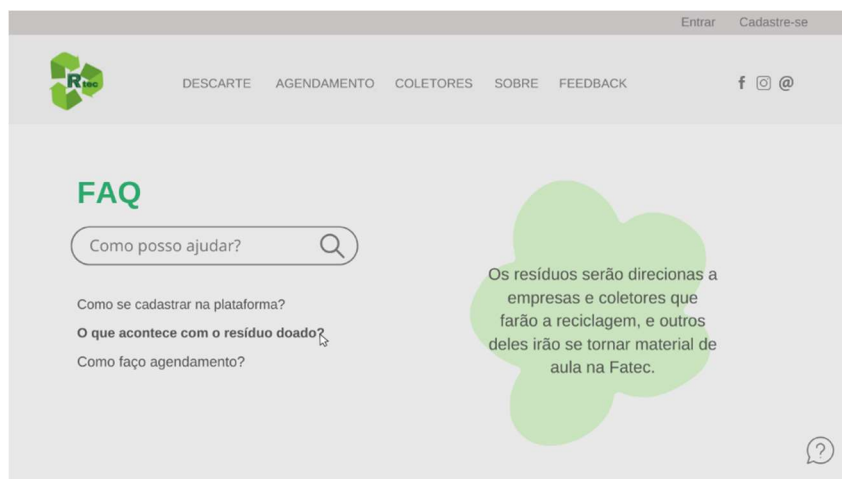 Entrar Cadastre-se
Rtec
DESCARTE AGENDAMENTO COLETORES SOBRE FEEDBACK f @
FAQ
Como posso ajudar?
Como se cadastrar na plataforma?
O que acontece com o resíduo doado?
Como faço agendamento?
Os resíduos serão direcionas a
empresas e coletores que
farão a reciclagem, e outros
deles irão se tornar material de
aula na Fatec.
?